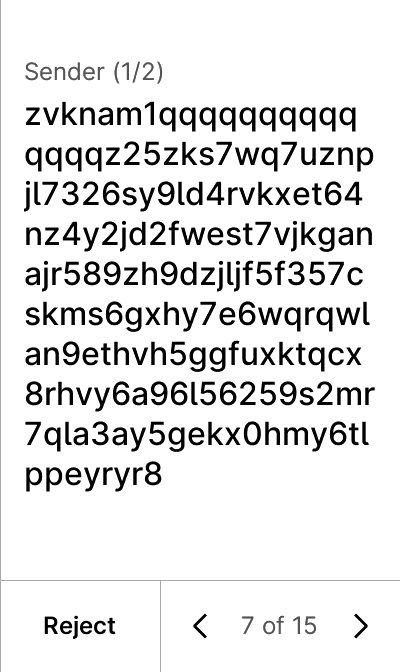 Sender (1/2)
zvknam1qqqqqqqqqq
qqqqz25zks7wq7uznp
jl7326sy9ld4rvkxet64
nz4y2jd2fwest7vjkgan
ajr589zh9dzjljf5f357c
skms6gxhy7e6wqrqwl
an9ethvh5ggfuxktqcx
8rhvy6a96l56259s2mr
7qla3ay5gekx0hmy6tl
ppeyryr8
Reject
7 of 15